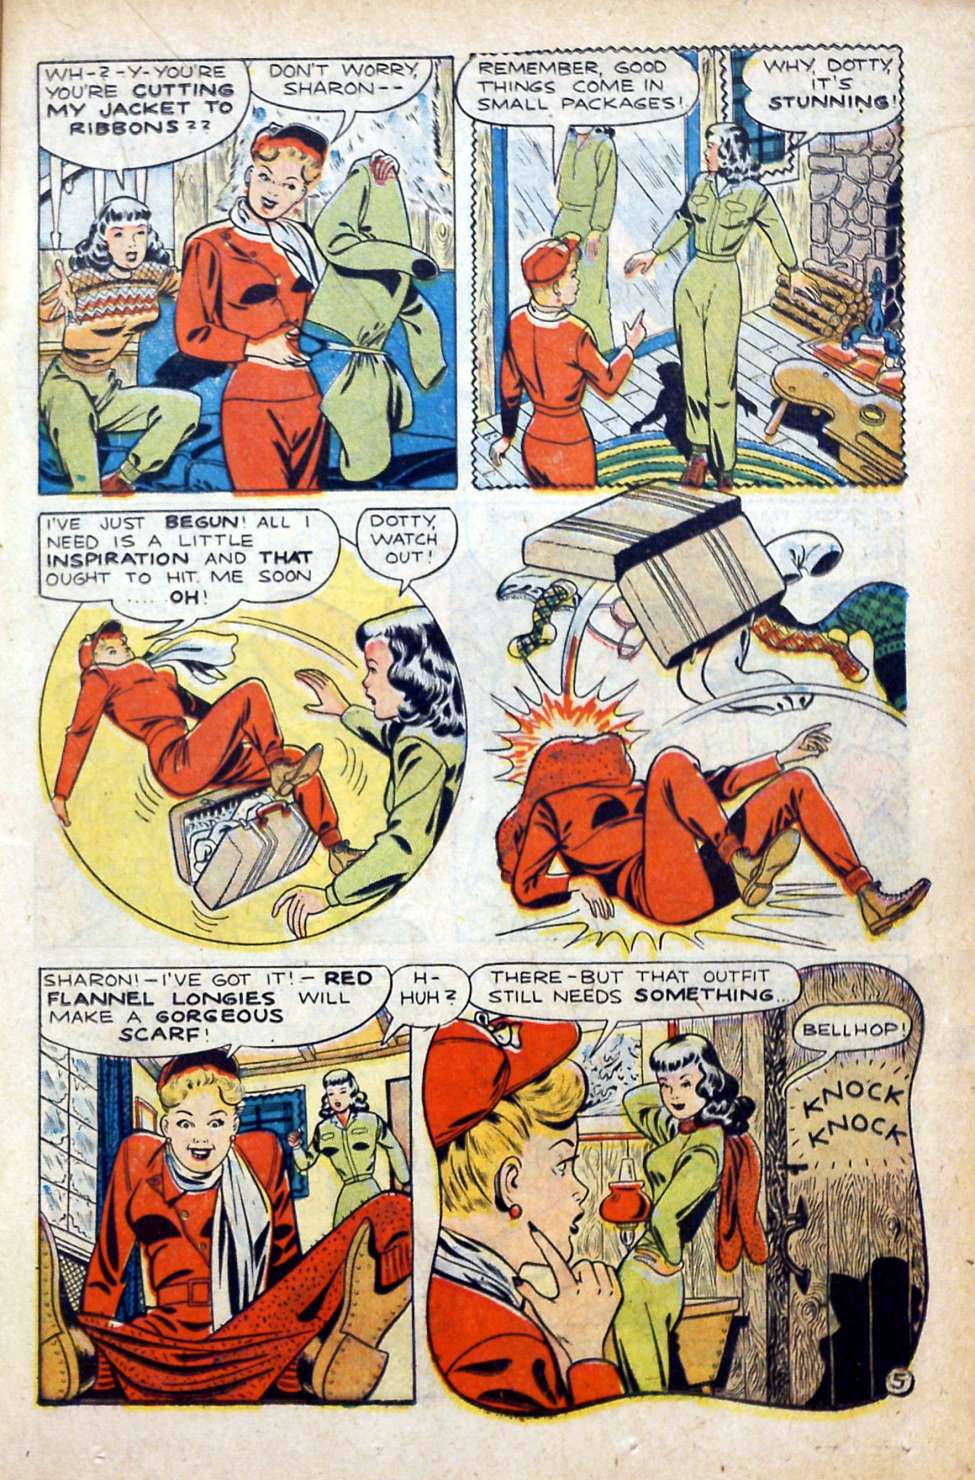 WH-?-Y-YOU'RE
YOU'RE CUTTING
MY JACKET TO
RIBBONS??
DON'T WORRY,
SHARON--
REMEMBER, GOOD
THINGS COME IN
SMALL PACKAGES!
WHY, DOTTY,
IT'S
STUNNING!
I'VE JUST BEGUN! ALL I
NEED IS A LITTLE
INSPIRATION AND THAT
OUGHT TO HIT ME SOON
.... OH!
DOTTY,
WATCH
OUT!
SHARON!-I'VE GOT IT!-RED
FLANNEL LONGIES WILL
MAKE A GORGEOUS
SCARF!
H-
HUH?
THERE-BUT THAT OUTFIT
STILL NEEDS SOMETHING...
BELLHOP!
KNOCK
KNOCK
5